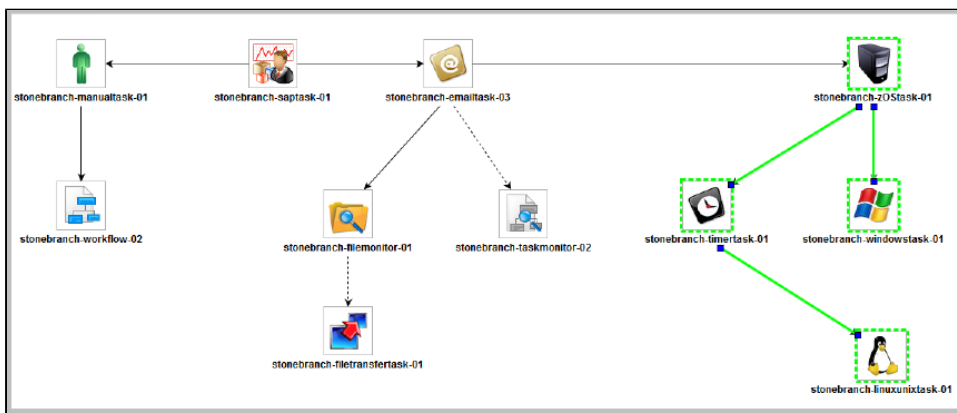 stonebranch-manualtask-01
stonebranch-saptask-01
stonebranch-emailtask-03
stonebranch-zOStask-01
stonebranch-workflow-02
stonebranch-filemonitor-01
stonebranch-taskmonitor-02
stonebranch-timertask-01
stonebranch-windowstask-01
stonebranch-filetransfertask-01
stonebranch-linuxunixtask-01